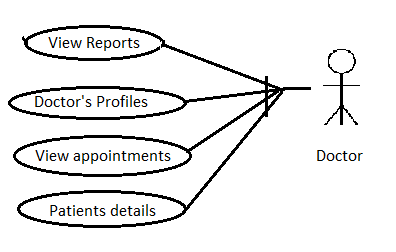 View Reports
Doctor's Profiles
View appointments
Doctor
Patients details